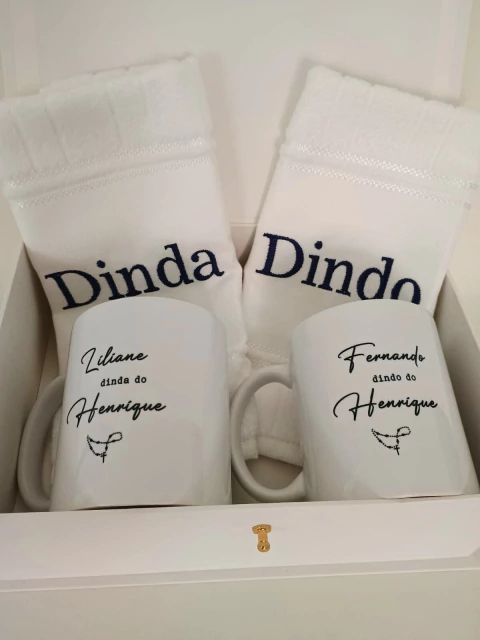 Dinda
Dindo
Liliane
dinda do
Henrique
Fernando
dindo do
Henrique